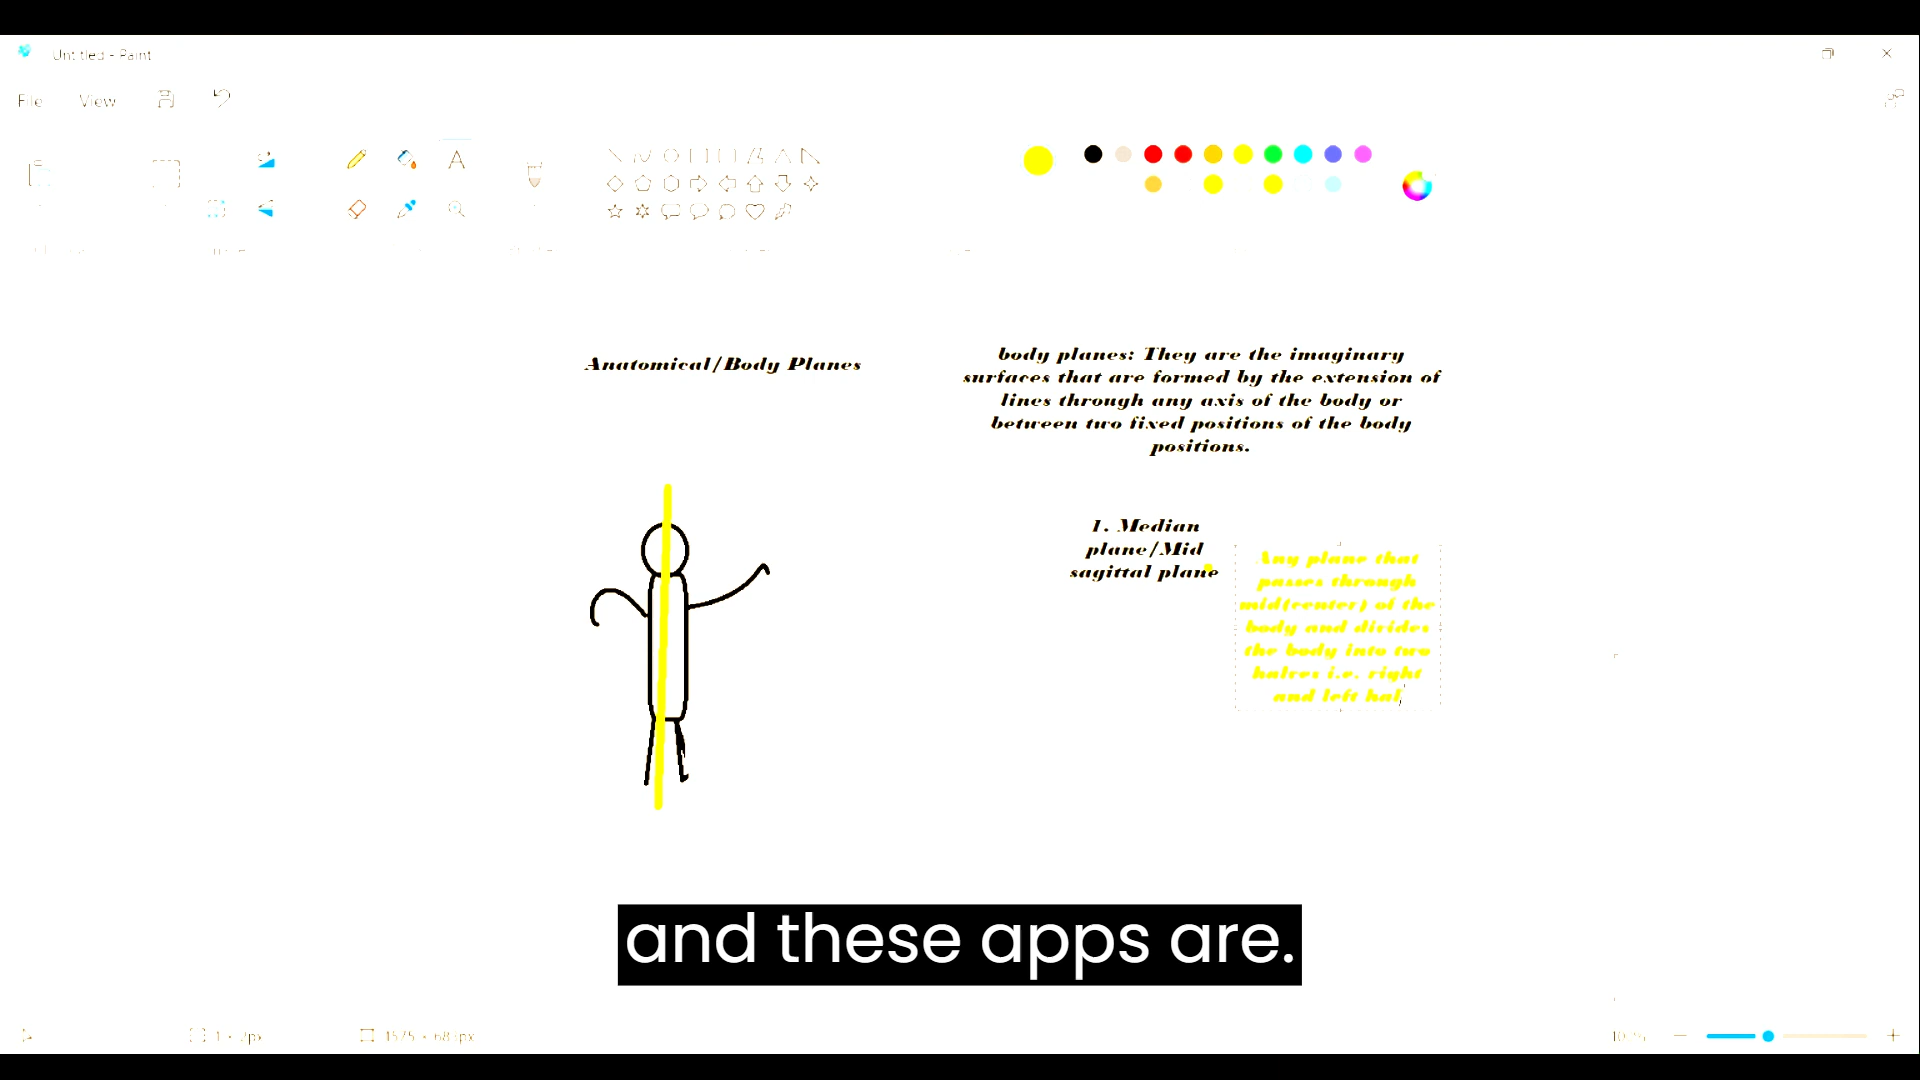 Untitled - Paint
File
View
Anatomical/Body Planes
body planes: They are the imaginary
surfaces that are formed by the extension of
lines through any axis of the body or
between two fixed positions of the body
positions.
1. Median
plane/Mid
sagittal plane
Any plane that
passes through
mid(center) of the
body and divides
the body into two
halves i.e. right
and left hal
and these apps are.